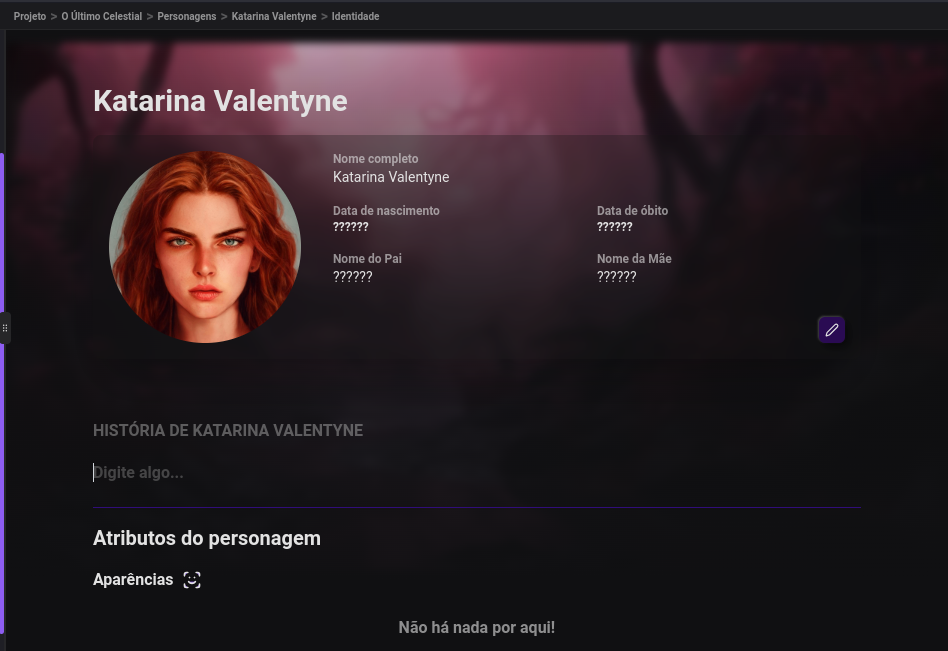 Projeto > O Último Celestial > Personagens > Katarina Valentyne > Identidade
Katarina Valentyne
Nome completo
Katarina Valentyne
Data de nascimento
??????
Data de óbito
??????
Nome do Pai
??????
Nome da Mãe
??????
HISTÓRIA DE KATARINA VALENTYNE
Digite algo...
Atributos do personagem
Aparências
Não há nada por aqui!